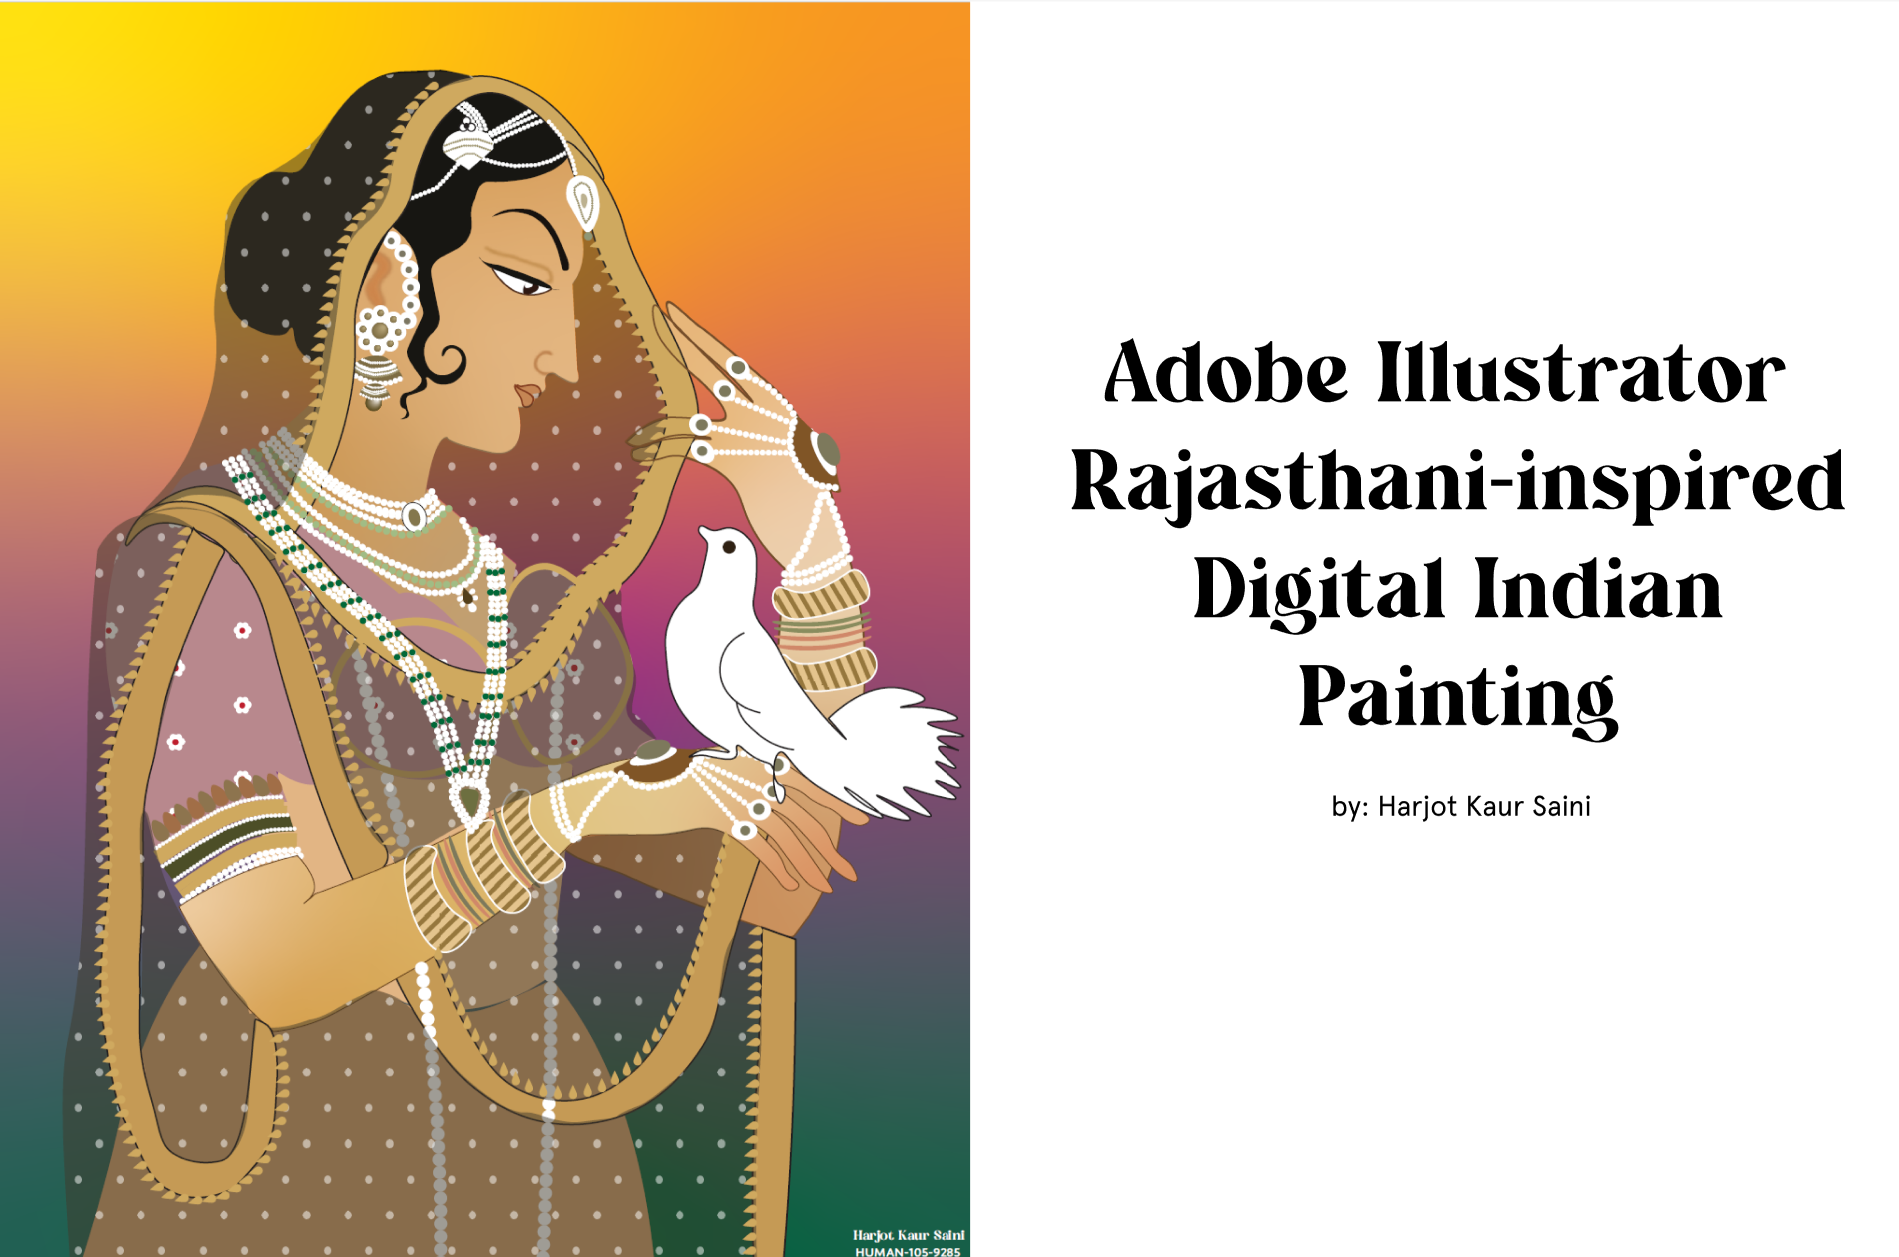 Adobe Illustrator
Rajasthani-inspired
Digital Indian
Painting
by: Harjot Kaur Saini
Harjot Kaur Saini
HUMAN-105-9285